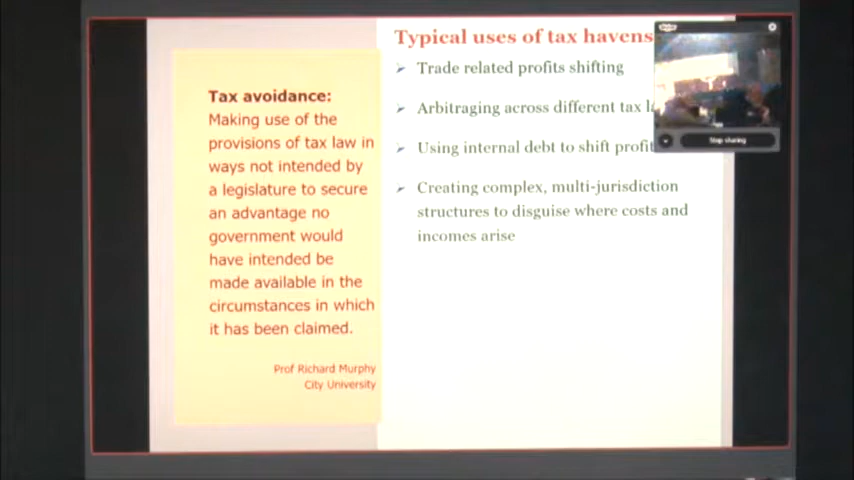 Tax avoidance:
Making use of the
provisions of tax law in
ways not intended by
a legislature to secure
an advantage no
government would
have intended be
made available in the
circumstances in which
it has been claimed.
Prof Richard Murphy
City University
Typical uses of tax havens
Trade related profits shifting
Arbitraging across different tax
Using internal debt to shift profit
Creating complex, multi-jurisdiction
structures to disguise where costs and
incomes arise
Stop sharing